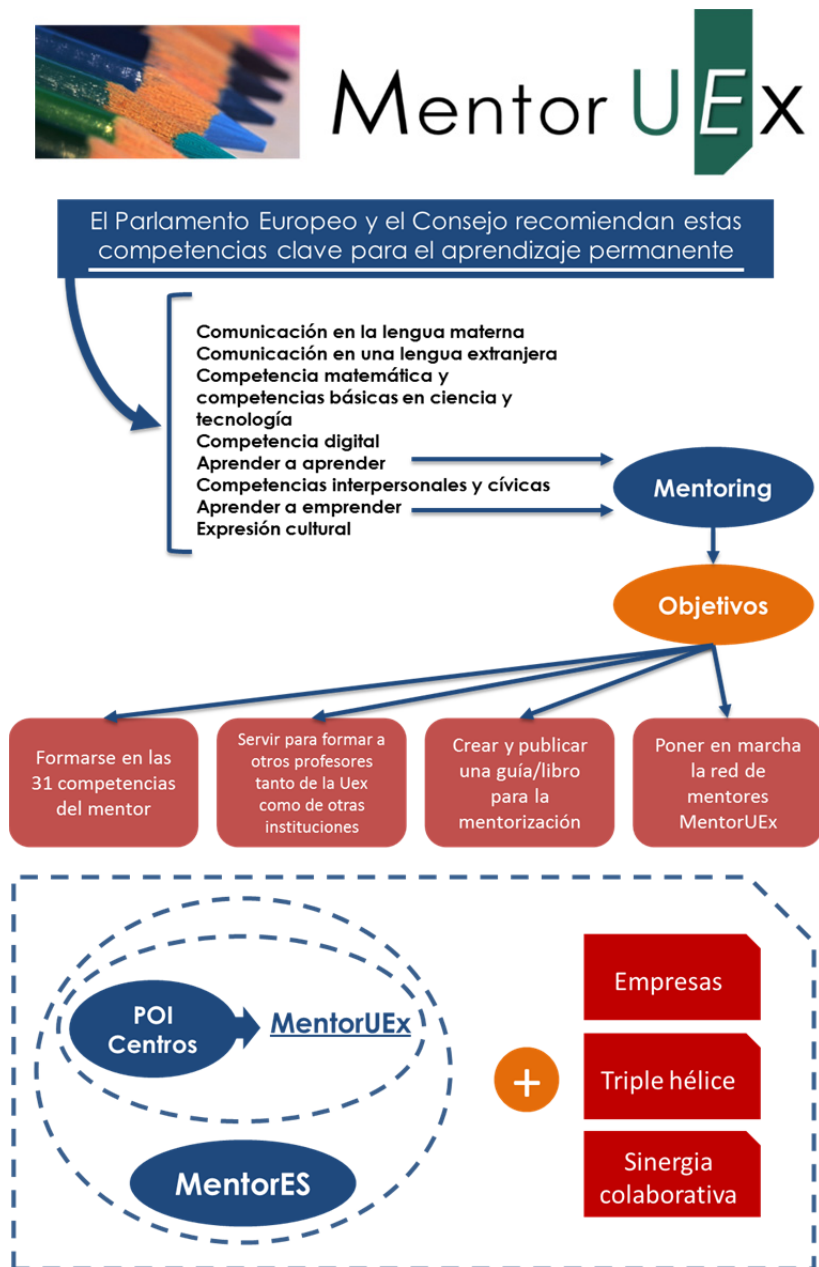 Mentor UEx
El Parlamento Europeo y el Consejo recomiendan estas
competencias clave para el aprendizaje permanente
Comunicación en la lengua materna
Comunicación en una lengua extranjera
Competencia matemática y
competencias básicas en ciencia y
tecnología
Competencia digital
Aprender a aprender
Competencias interpersonales y cívicas
Aprender a emprender
Expresión cultural
Mentoring
Objetivos
Formarse en las
31 competencias
del mentor
Servir para formar a
otros profesores
tanto de la Uex
como de otras
instituciones
Crear y publicar
una guía/libro
para la
mentorización
Poner en marcha
la red de
mentores
MentorUEx
POI
Centros
MentorUEx
MentorES
+
Empresas
Triple hélice
Sinergia
colaborativa